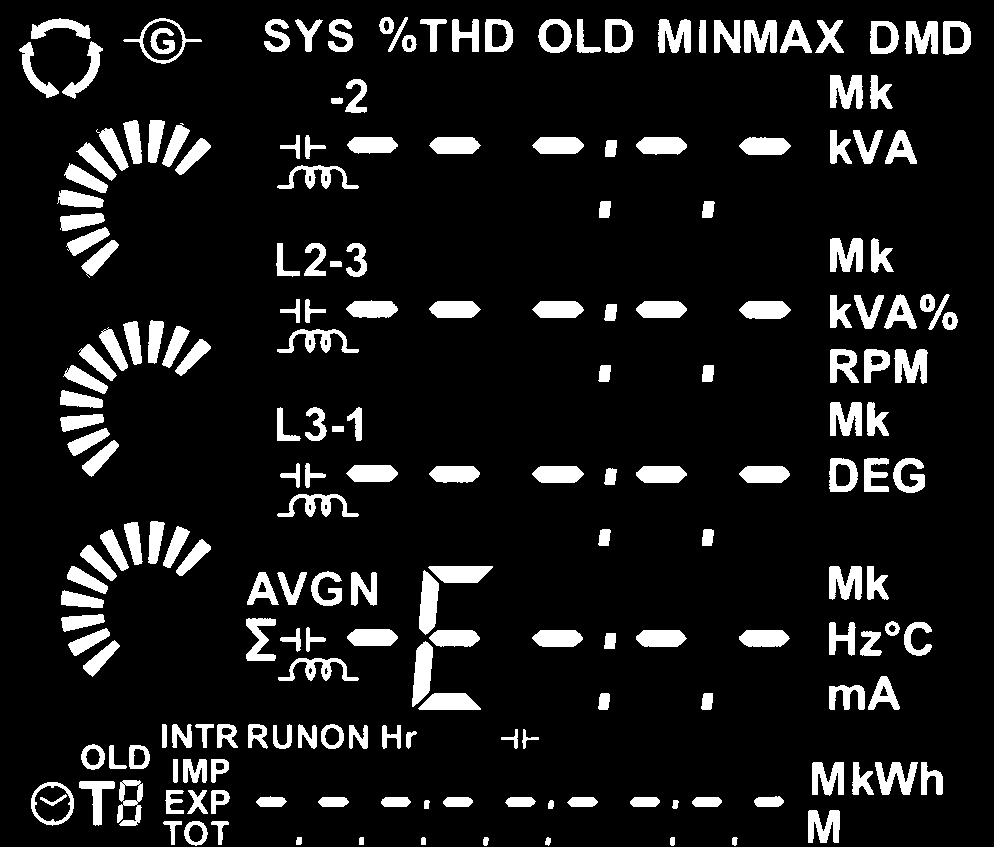 G SYS %THD OLD MINMAX DMD
-2 Mk
kVA
L2-3 Mk
kVA%
RPM
L3-1 Mk
DEG
AVGN Mk
Σ E Hz°C
mA
INTR RUNON Hr
OLD IMP MkWh
T8 EXP
TOT M